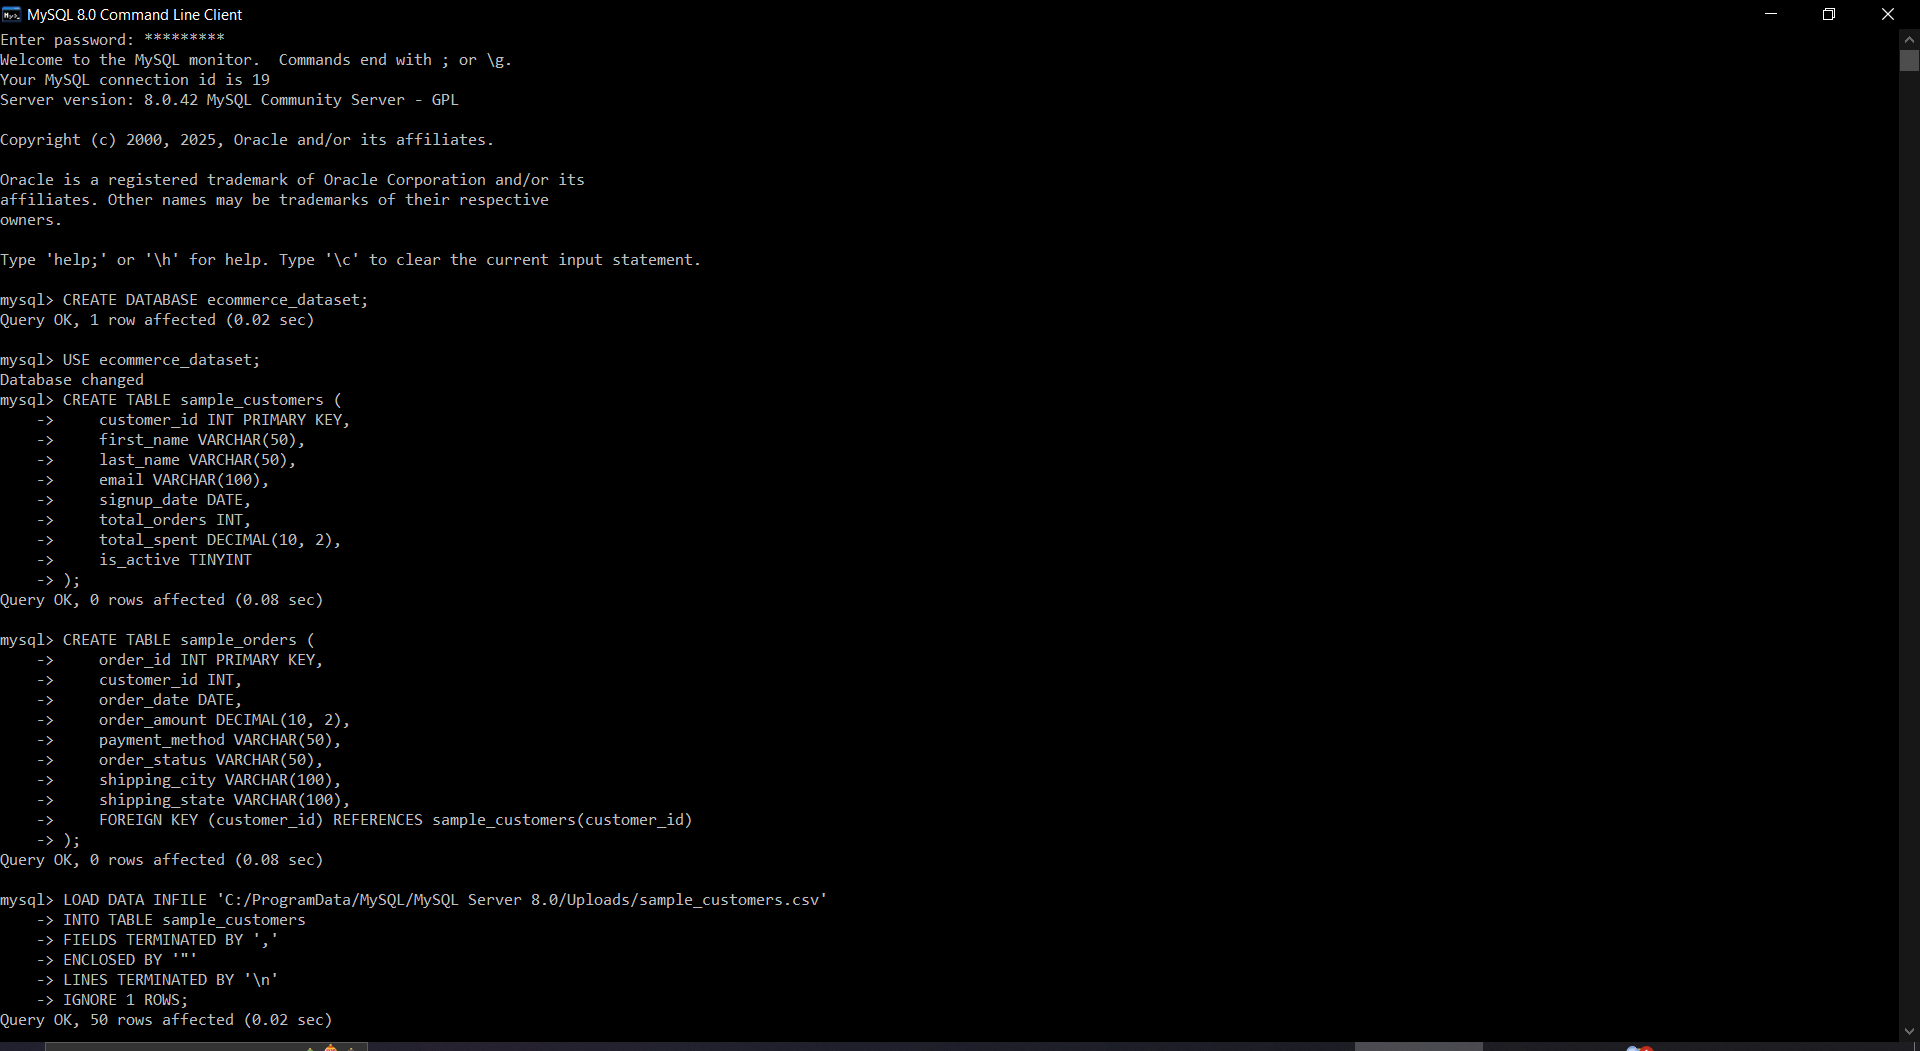 MySQL 8.0 Command Line Client
Enter password: *********
Welcome to the MySQL monitor.  Commands end with ; or \g.
Your MySQL connection id is 19
Server version: 8.0.42 MySQL Community Server - GPL

Copyright (c) 2000, 2025, Oracle and/or its affiliates.

Oracle is a registered trademark of Oracle Corporation and/or its
affiliates. Other names may be trademarks of their respective
owners.

Type 'help;' or '\h' for help. Type '\c' to clear the current input statement.

mysql> CREATE DATABASE ecommerce_dataset;
Query OK, 1 row affected (0.02 sec)

mysql> USE ecommerce_dataset;
Database changed
mysql> CREATE TABLE sample_customers (
    ->     customer_id INT PRIMARY KEY,
    ->     first_name VARCHAR(50),
    ->     last_name VARCHAR(50),
    ->     email VARCHAR(100),
    ->     signup_date DATE,
    ->     total_orders INT,
    ->     total_spent DECIMAL(10, 2),
    ->     is_active TINYINT
    -> );
Query OK, 0 rows affected (0.08 sec)

mysql> CREATE TABLE sample_orders (
    ->     order_id INT PRIMARY KEY,
    ->     customer_id INT,
    ->     order_date DATE,
    ->     order_amount DECIMAL(10, 2),
    ->     payment_method VARCHAR(50),
    ->     order_status VARCHAR(50),
    ->     shipping_city VARCHAR(100),
    ->     shipping_state VARCHAR(100),
    ->     FOREIGN KEY (customer_id) REFERENCES sample_customers(customer_id)
    -> );
Query OK, 0 rows affected (0.08 sec)

mysql> LOAD DATA INFILE 'C:/ProgramData/MySQL/MySQL Server 8.0/Uploads/sample_customers.csv'
    -> INTO TABLE sample_customers
    -> FIELDS TERMINATED BY ','
    -> ENCLOSED BY '"'
    -> LINES TERMINATED BY '\n'
    -> IGNORE 1 ROWS;
Query OK, 50 rows affected (0.02 sec)